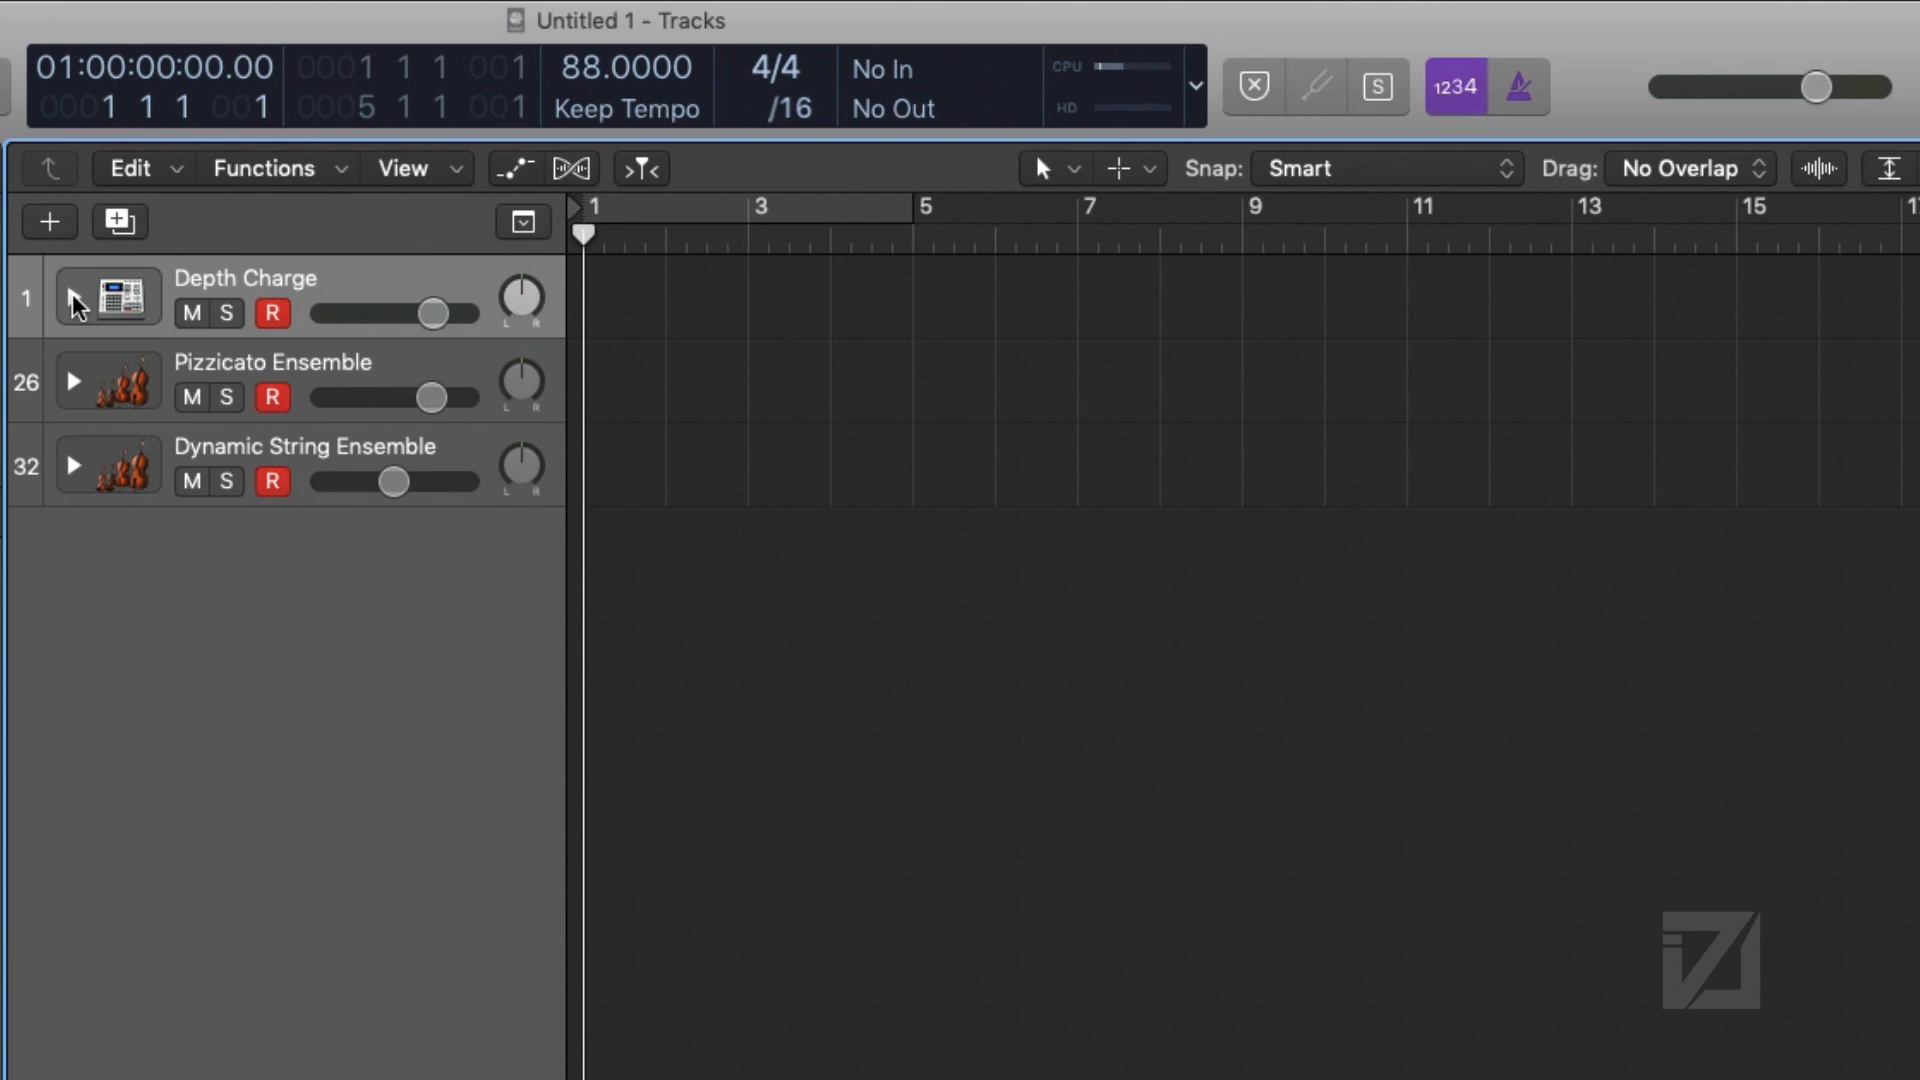 Untitled 1 - Tracks
01:00:00:00.00 0001 1 1 001 88.0000 4/4 No In CPU
0001 1 1 001 0005 1 1 001 Keep Tempo /16 No Out HD
S 1234
Edit Functions View Snap: Smart Drag: No Overlap
1 3 5 7 9 11 13 15
1 Depth Charge
M S R L R
26 Pizzicato Ensemble
M S R L R
32 Dynamic String Ensemble
M S R L R